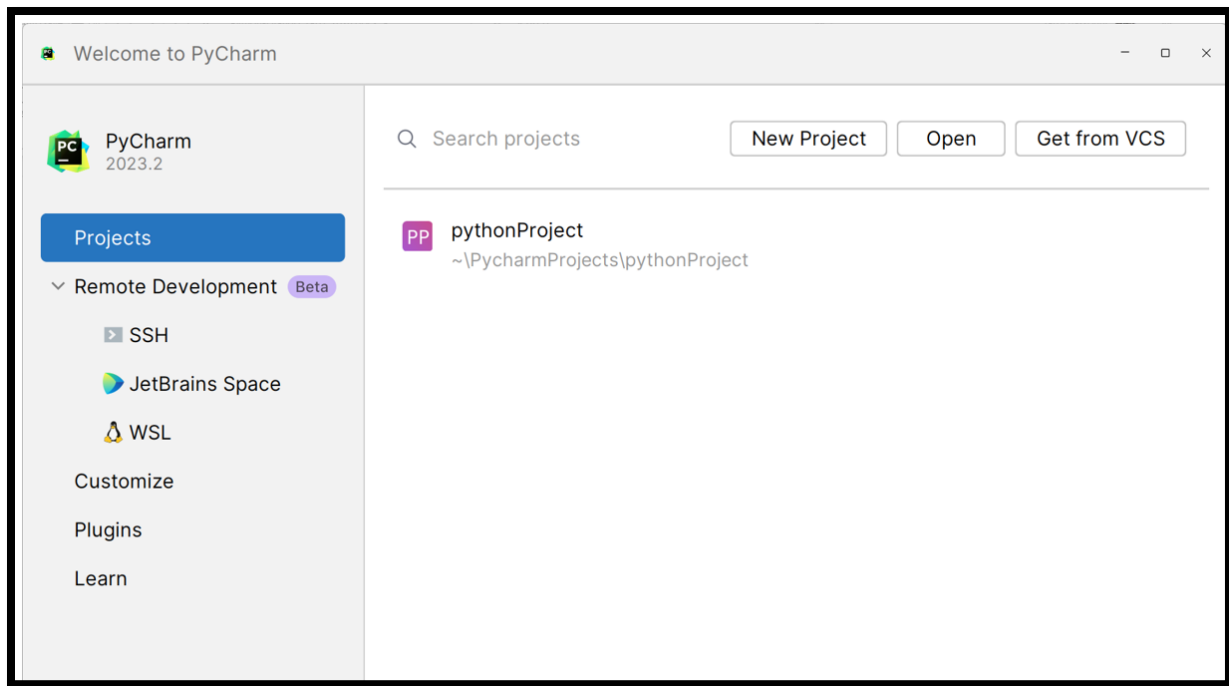 Welcome to PyCharm
PC
PyCharm
2023.2
Projects
Remote Development Beta
SSH
JetBrains Space
WSL
Customize
Plugins
Learn
Search projects
New Project
Open
Get from VCS
PP
pythonProject
~\PycharmProjects\pythonProject